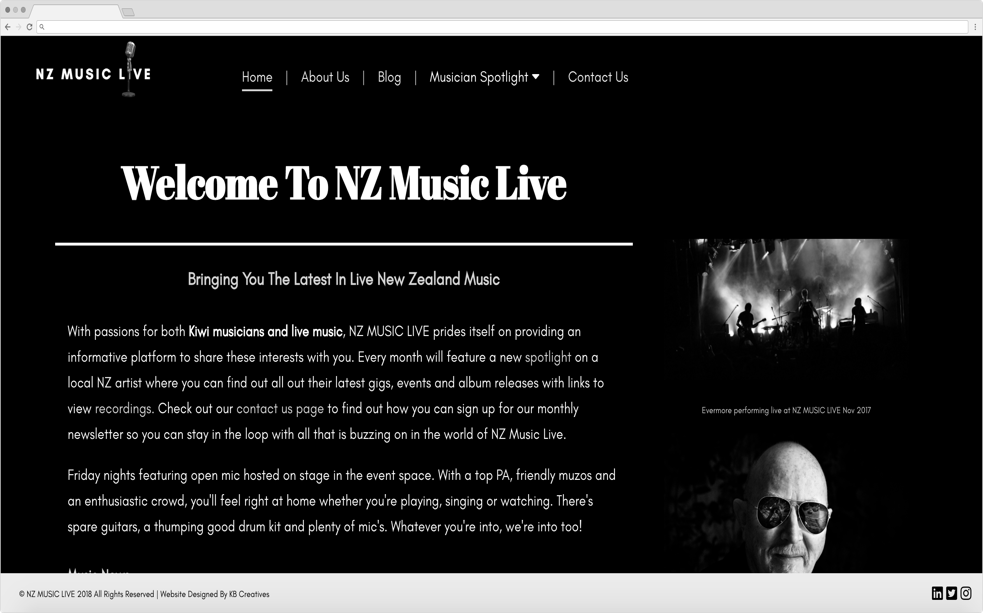 NZ MUSIC LIVE
Home | About Us | Blog | Musician Spotlight | Contact Us
Welcome To NZ Music Live
Bringing You The Latest In Live New Zealand Music
With passions for both Kiwi musicians and live music, NZ MUSIC LIVE prides itself on providing an
informative platform to share these interests with you. Every month will feature a new spotlight on a
local NZ artist where you can find out all out their latest gigs, events and album releases with links to
view recordings. Check out our contact us page to find out how you can sign up for our monthly
newsletter so you can stay in the loop with all that is buzzing on in the world of NZ Music Live.
Friday nights featuring open mic hosted on stage in the event space. With a top PA, friendly muzos and
an enthusiastic crowd, you'll feel right at home whether you're playing, singing or watching. There's
spare guitars, a thumping good drum kit and plenty of mic's. Whatever you're into, we're into too!
Evermore performing live at NZ MUSIC LIVE Nov 2017
© NZ MUSIC LIVE 2018 All Rights Reserved | Website Designed By KB Creatives